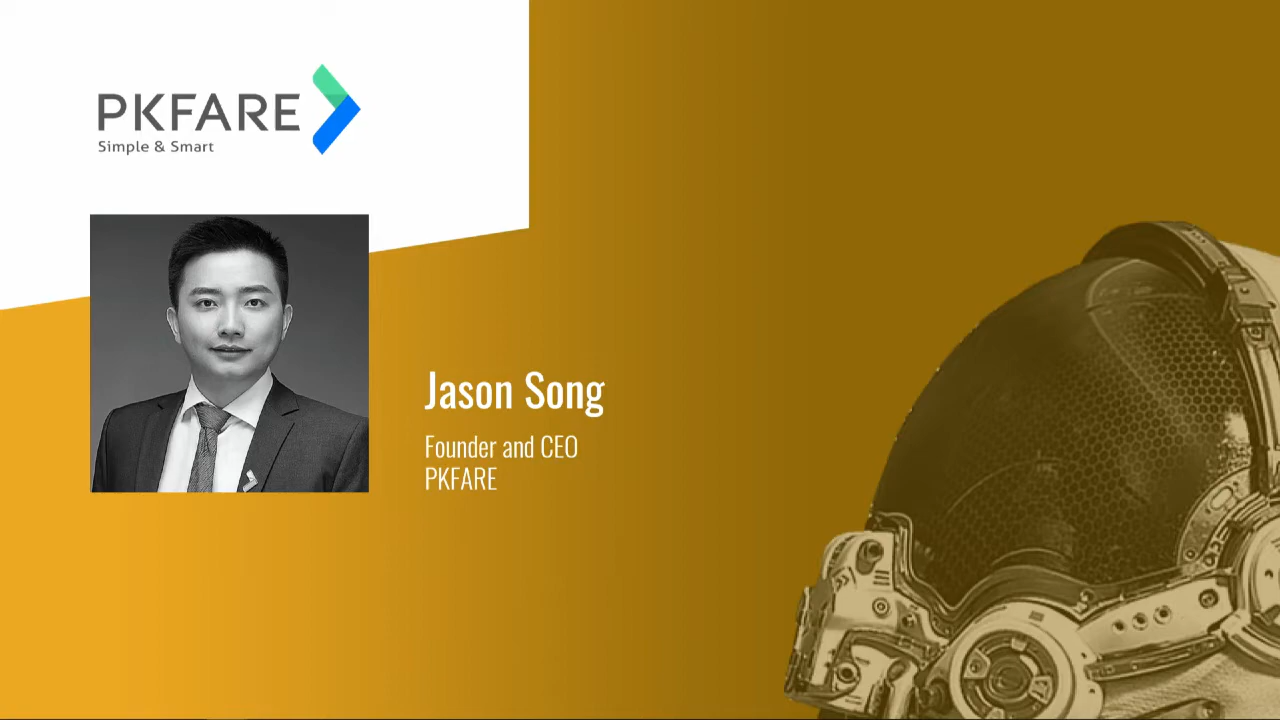 PKFARE
Simple & Smart
Jason Song
Founder and CEO
PKFARE